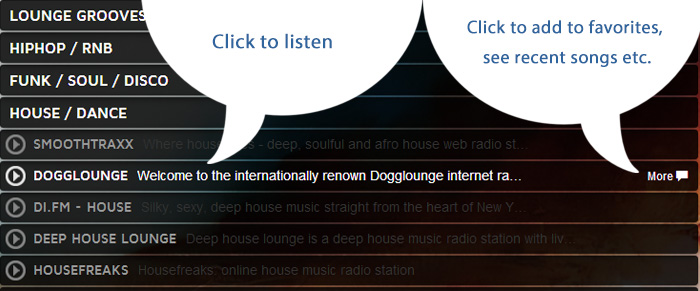 LOUNGE GROOVES
HIPHOP / RNB
FUNK / SOUL / DISCO
HOUSE / DANCE
Click to listen
Click to add to favorites,
see recent songs etc.
SMOOTHTRAXX Where house - deep, soulful and afro house web radio st...
DOGGLOUNGE Welcome to the internationally renown Dogglounge internet ra...
More
DI.FM - HOUSE Silky, sexy, deep house music straight from the heart of New Y...
DEEP HOUSE LOUNGE Deep house lounge is a deep house music radio station with liv...
HOUSEFREAKS Housefreaks: online house music radio station